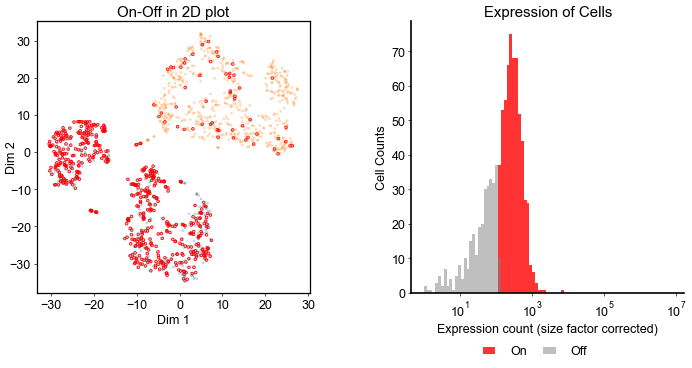 On-Off in 2D plot
Dim 2
30
20
10
0
−10
−20
−30
−30 −20 −10 0 10 20 30
Dim 1
Expression of Cells
Cell Counts
70
60
50
40
30
20
10
0
10^1 10^3 10^5 10^7
Expression count (size factor corrected)
On Off